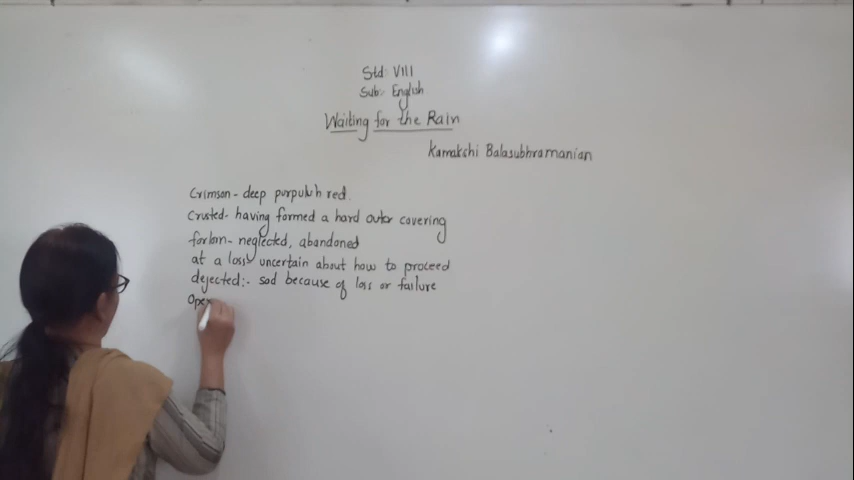 Std: VIII
Sub:- English
Waiting for the Rain
Kamakshi Balasubhramanian
Crimson - deep purpulish red.
Crusted - having formed a hard outer covering
forlorn - neglected, abandoned
at a loss uncertain about how to proceed
dejected:- sad because of loss or failure
Ope